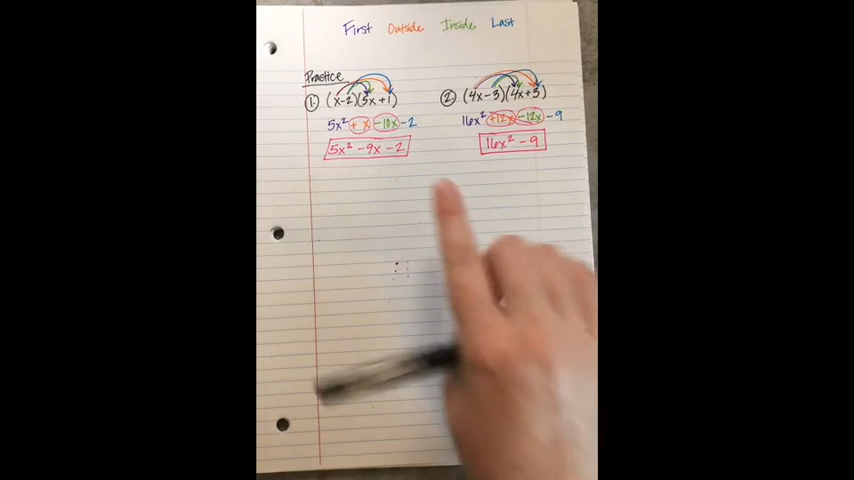 First Outside Inside Last
Practice
1. (x-2)(5x+1)
5x² + x -10x -2
5x² -9x -2
2. (4x-3)(4x+3)
16x² +12x -12x -9
16x² -9